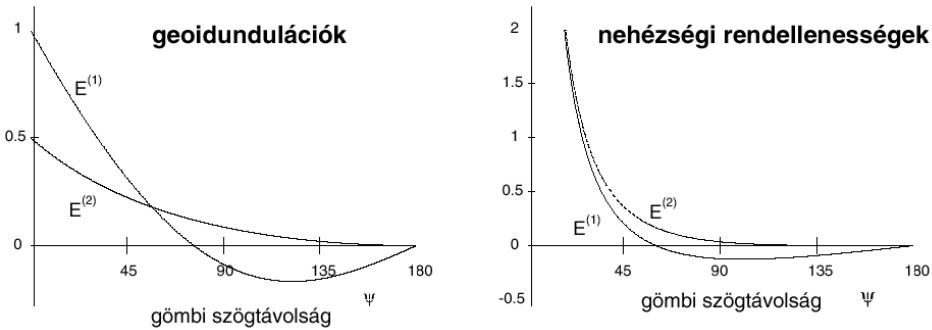 geoidundulációk
1
0.5
0
E(1)
E(2)
45
90
135
180
ψ
gömbi szögtávolság
nehézségi rendellenességek
2
1.5
1
0.5
0
-0.5
E(1)
E(2)
45
90
135
180
gömbi szögtávolság ψ